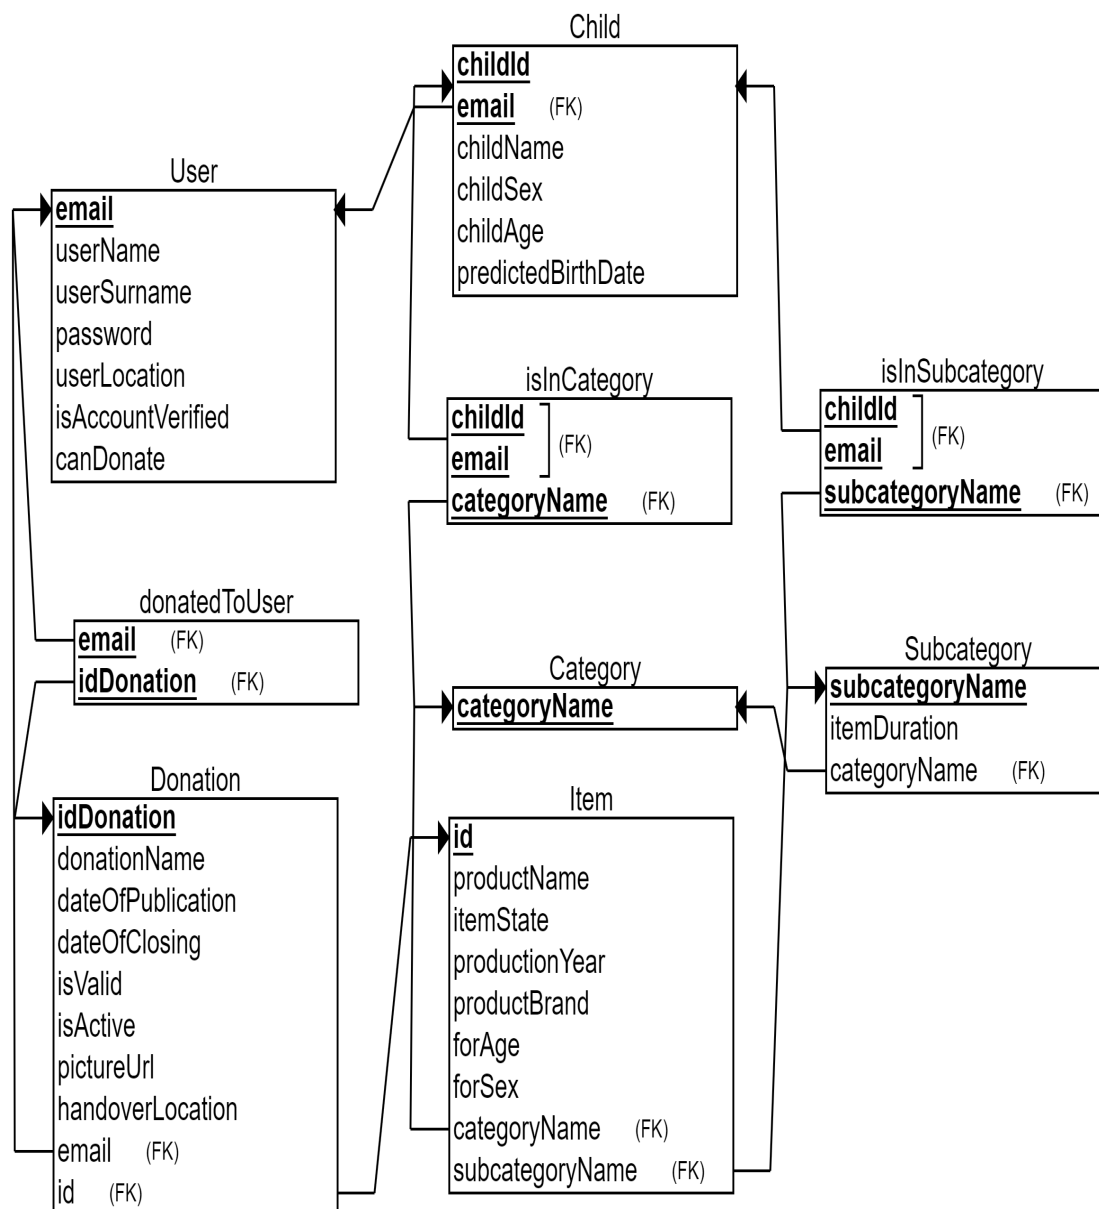 Child
childId
email (FK)
childName
childSex
childAge
predictedBirthDate
User
email
userName
userSurname
password
userLocation
isAccountVerified
canDonate
isInCategory
childId
email
(FK)
categoryName (FK)
isInSubcategory
childId
email
(FK)
subcategoryName (FK)
donatedToUser
email (FK)
idDonation (FK)
Category
categoryName
Subcategory
subcategoryName
itemDuration
categoryName (FK)
Donation
idDonation
donationName
dateOfPublication
dateOfClosing
isValid
isActive
pictureUrl
handoverLocation
email (FK)
id (FK)
Item
id
productName
itemState
productionYear
productBrand
forAge
forSex
categoryName (FK)
subcategoryName (FK)